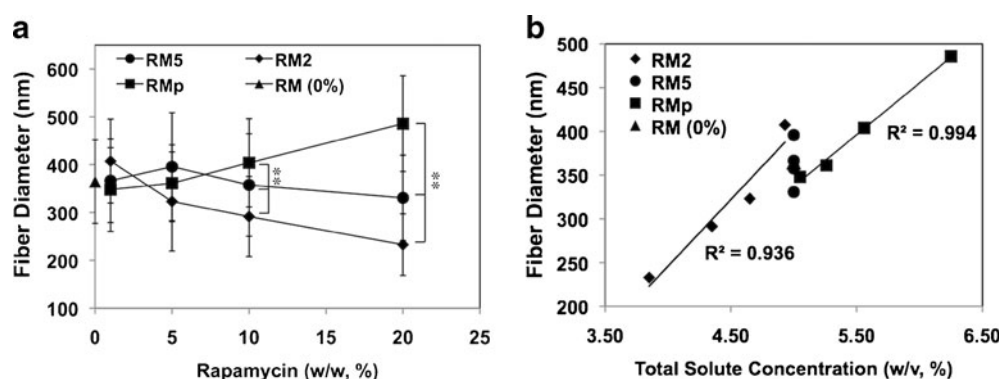 a
RM5 RM2
RMp RM (0%)
Fiber Diameter (nm)
600
500
400
300
200
100
**
**
**
0 5 10 15 20 25
Rapamycin (w/w, %)
b
RM2
RM5
RMp
RM (0%)
Fiber Diameter (nm)
500
450
400
350
300
250
200
R² = 0.994
R² = 0.936
3.50 4.50 5.50 6.50
Total Solute Concentration (w/v, %)